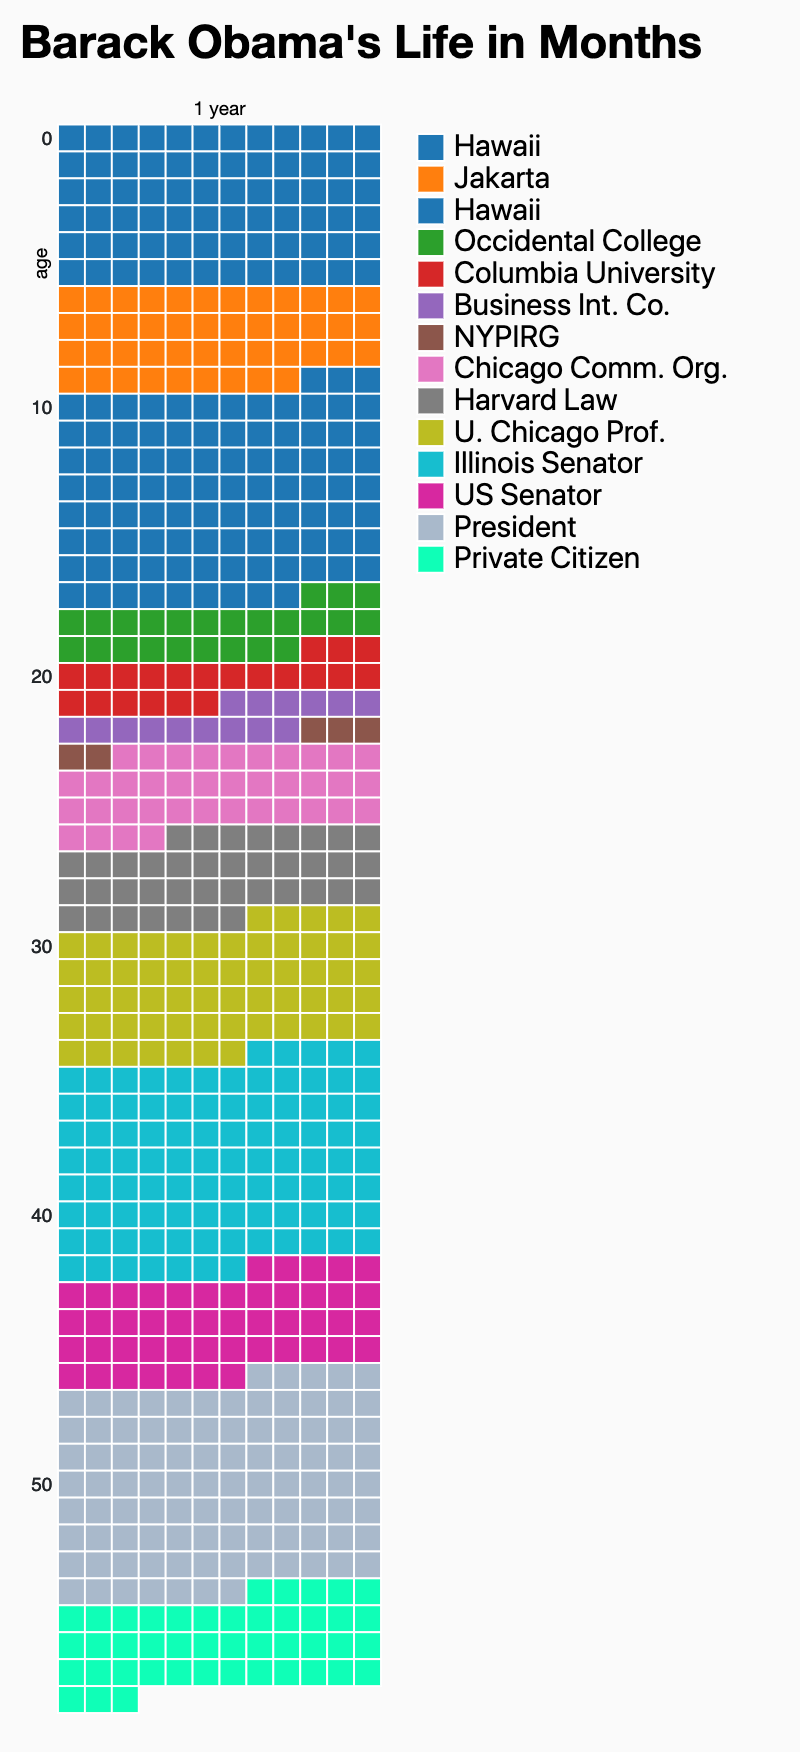 Barack Obama's Life in Months
1 year
0
age
10
20
30
40
50
Hawaii
Jakarta
Hawaii
Occidental College
Columbia University
Business Int. Co.
NYPIRG
Chicago Comm. Org.
Harvard Law
U. Chicago Prof.
Illinois Senator
US Senator
President
Private Citizen